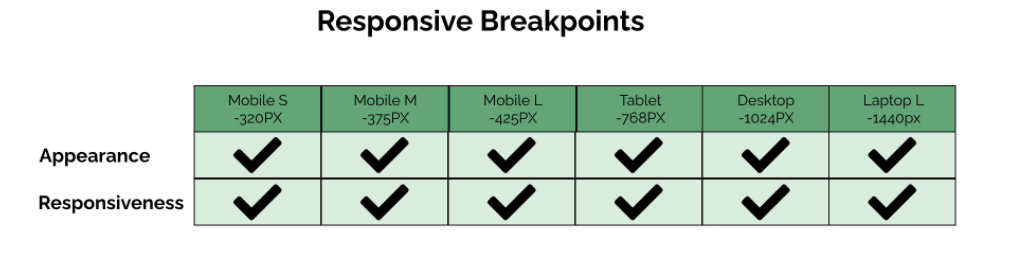 Responsive Breakpoints
Mobile S
-320PX
Mobile M
-375PX
Mobile L
-425PX
Tablet
-768PX
Desktop
-1024PX
Laptop L
-1440px
Appearance
Responsiveness